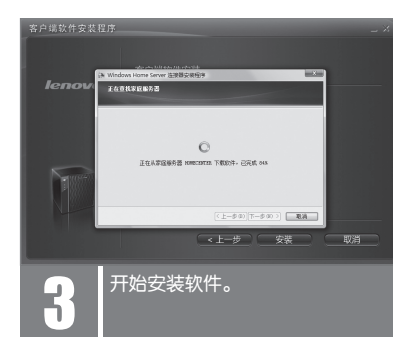 客户端软件安装程序
lenov
Windows Home Server 连接器安装程序
正在查找家庭服务器
正在从家庭服务器 HOMECENTER 下载软件。已完成 94%
< 上一步(B) 下一步(N) > 取消
< 上一步 安装 取消
3 开始安装软件。